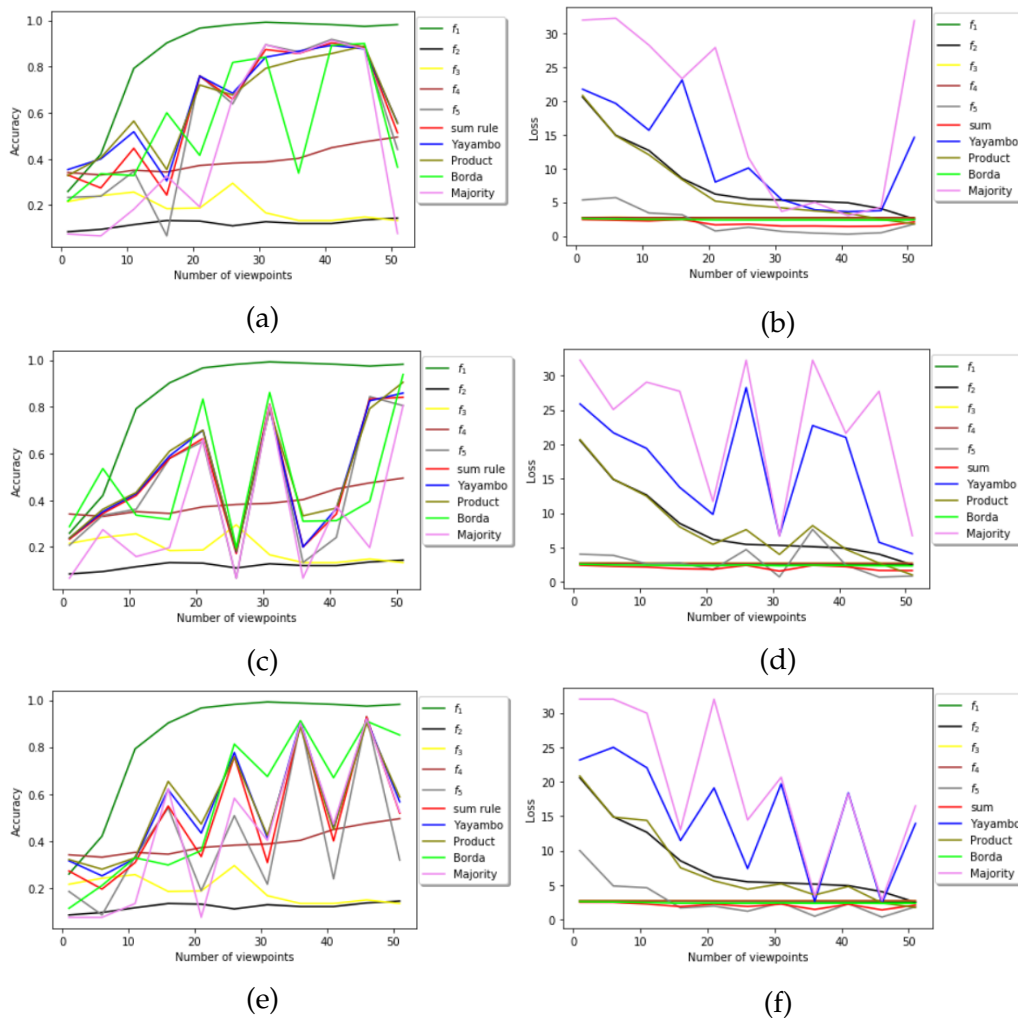 1.0
0.8
0.6
0.4
0.2
Accuracy
0 10 20 30 40 50
Number of viewpoints
f1
f2
f3
f4
f5
sum rule
Yayambo
Product
Borda
Majority
(a)
30
25
20
15
10
5
0
Loss
0 10 20 30 40 50
Number of viewpoints
f1
f2
f3
f4
f5
sum
Yayambo
Product
Borda
Majority
(b)
1.0
0.8
0.6
0.4
0.2
Accuracy
0 10 20 30 40 50
Number of viewpoints
f1
f2
f3
f4
f5
sum rule
Yayambo
Product
Borda
Majority
(c)
30
25
20
15
10
5
0
Loss
0 10 20 30 40 50
Number of viewpoints
f1
f2
f3
f4
f5
sum
Yayambo
Product
Borda
Majority
(d)
1.0
0.8
0.6
0.4
0.2
Accuracy
0 10 20 30 40 50
Number of viewpoints
f1
f2
f3
f4
f5
sum rule
Yayambo
Product
Borda
Majority
(e)
30
25
20
15
10
5
0
Loss
0 10 20 30 40 50
Number of viewpoints
f1
f2
f3
f4
f5
sum
Yayambo
Product
Borda
Majority
(f)